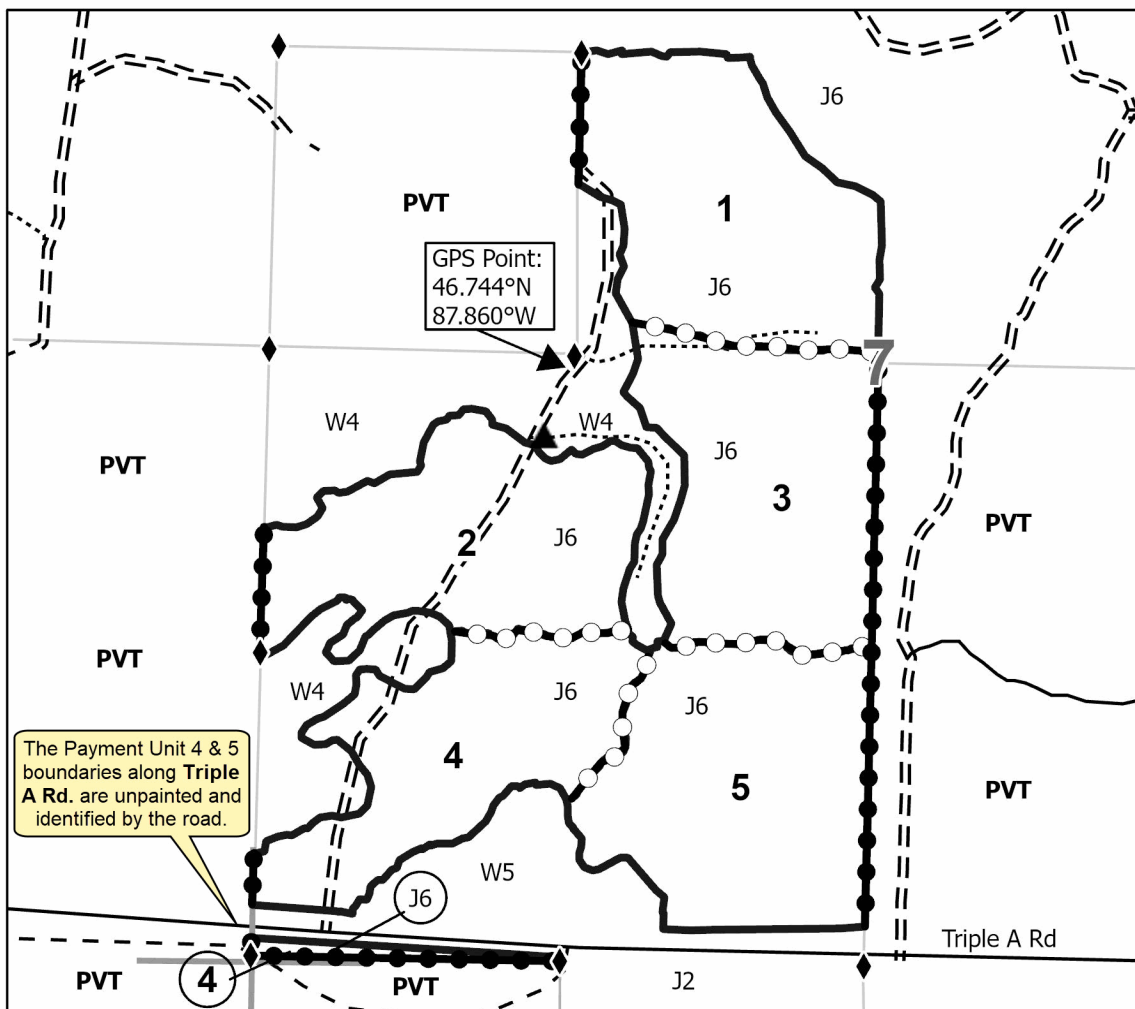 J6
PVT
1
GPS Point:
46.744°N
87.860°W
J6
7
W4
W4
J6
PVT
3
PVT
2
J6
PVT
W4
J6
J6
The Payment Unit 4 & 5
boundaries along Triple
A Rd. are unpainted and
identified by the road.
4
5
PVT
W5
J6
Triple A Rd
PVT
4
PVT
J2